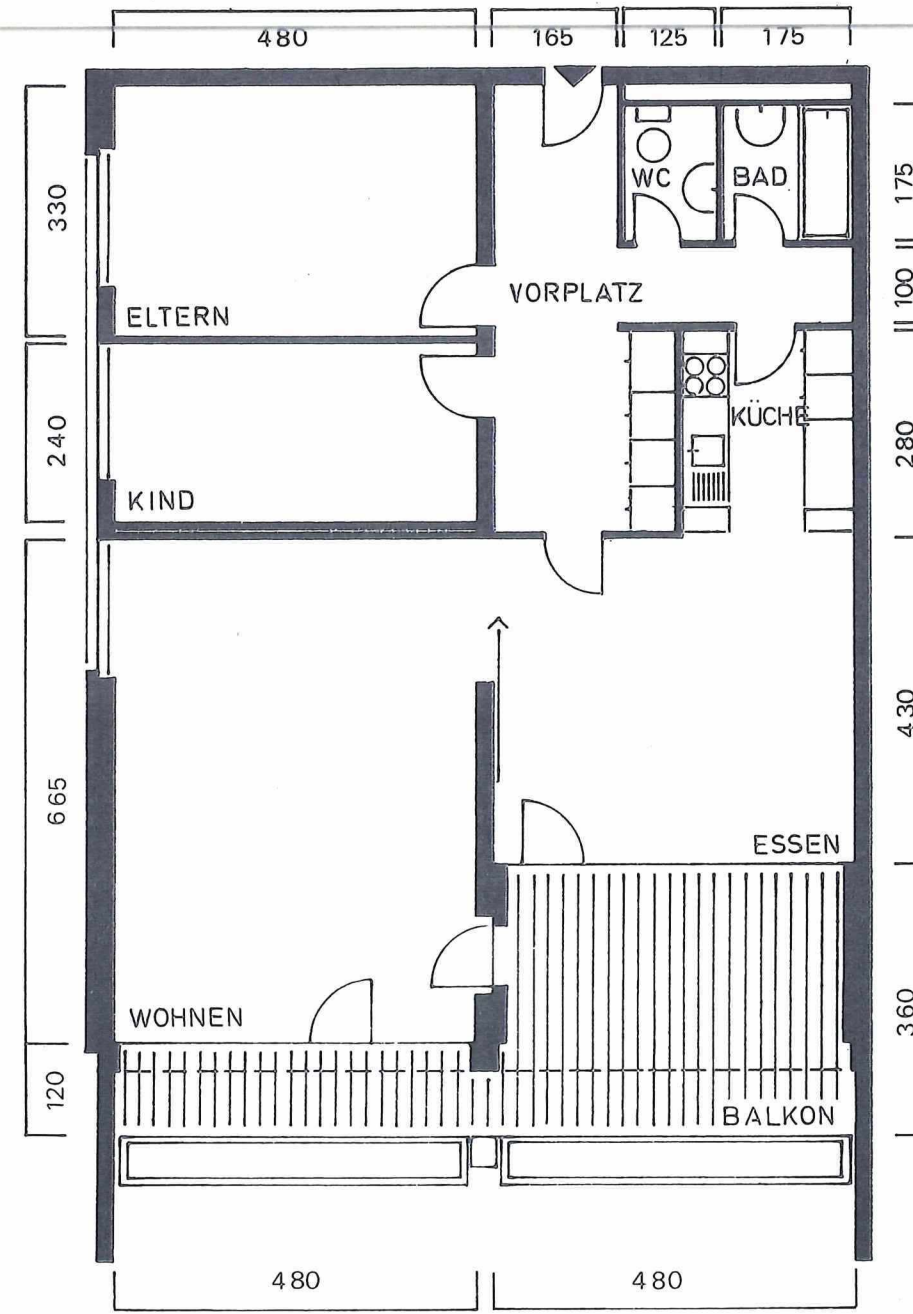 480
165
125
175
330
240
665
120
WC
BAD
175
VORPLATZ
100
ELTERN
KÜCHE
280
KIND
430
ESSEN
WOHNEN
360
BALKON
480
480